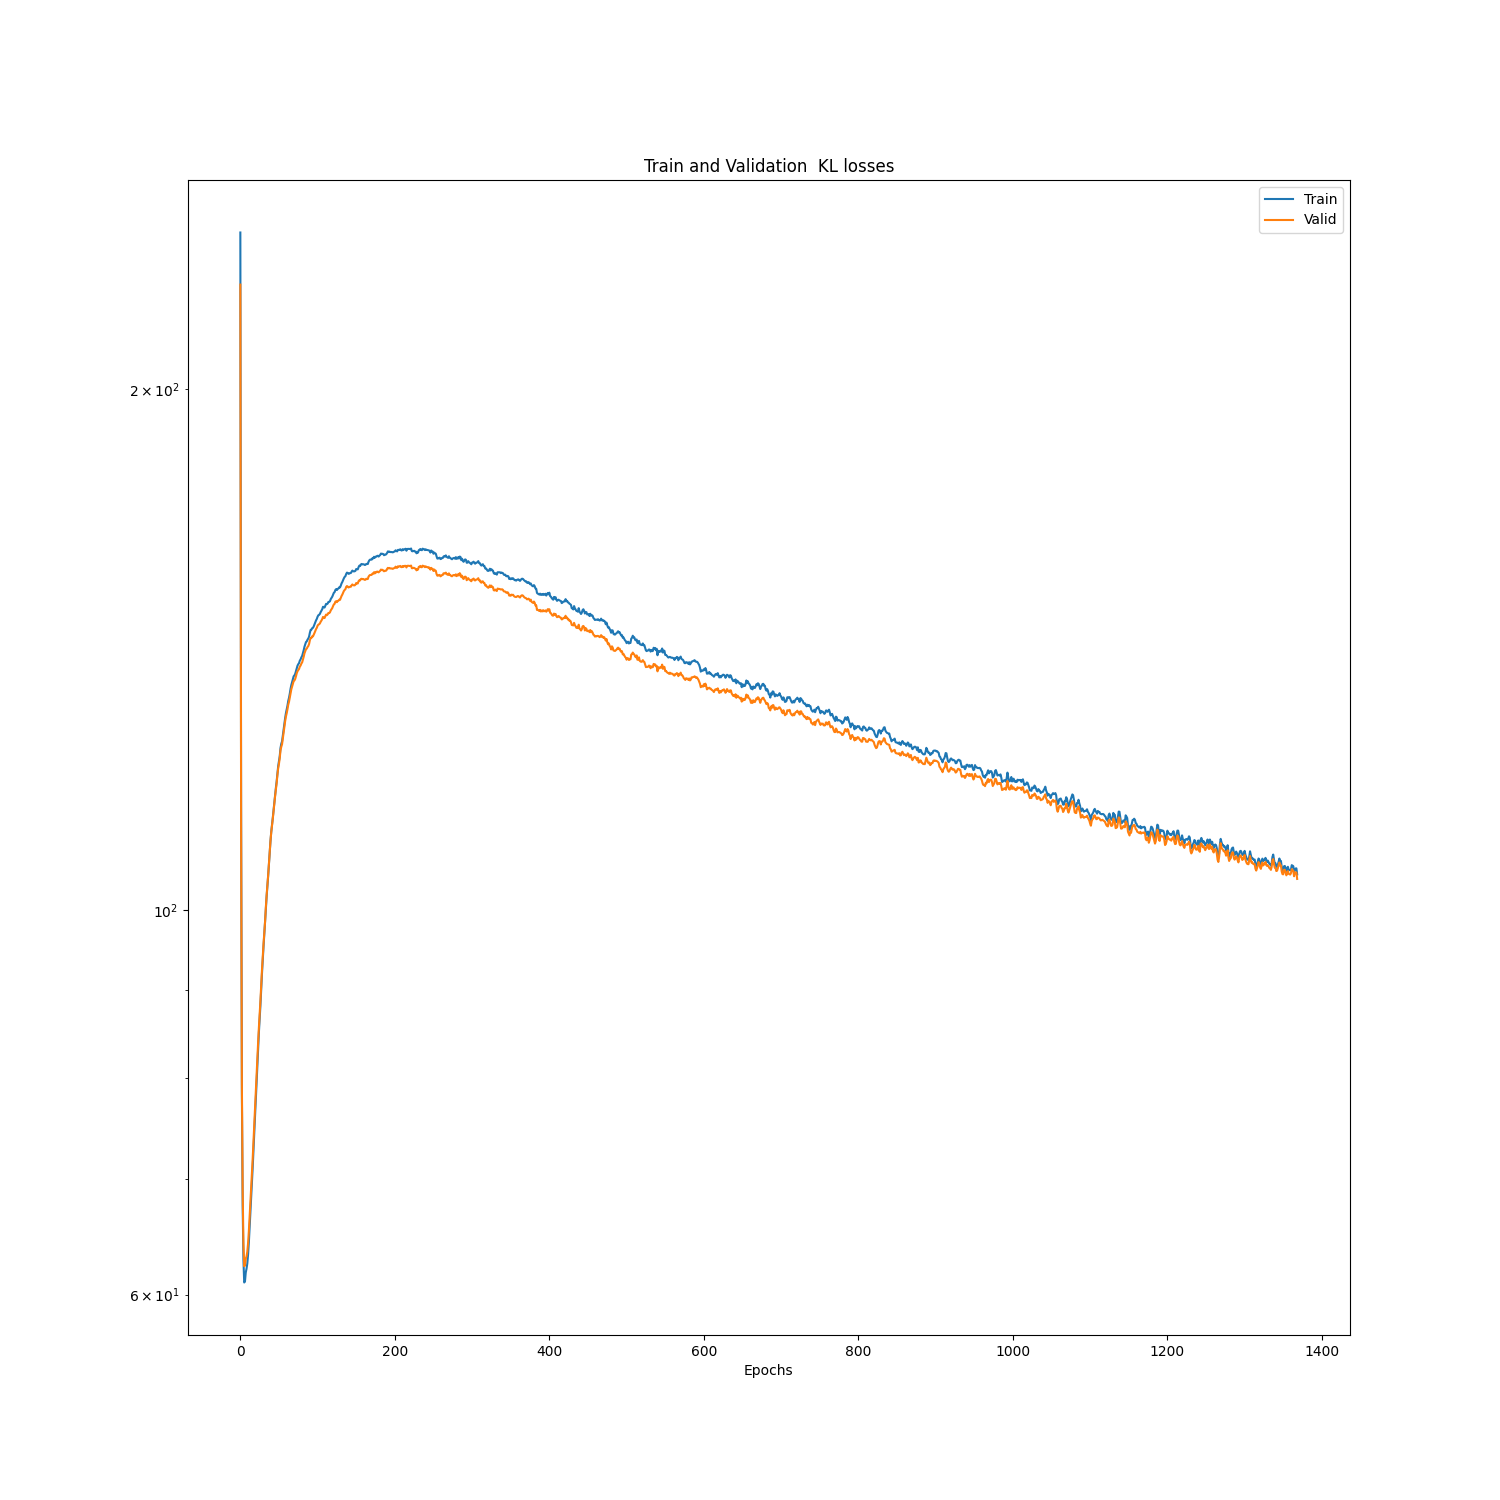 Train and Validation  KL losses
Train
Valid
2 × 10²
10²
6 × 10¹
0 200 400 600 800 1000 1200 1400
Epochs